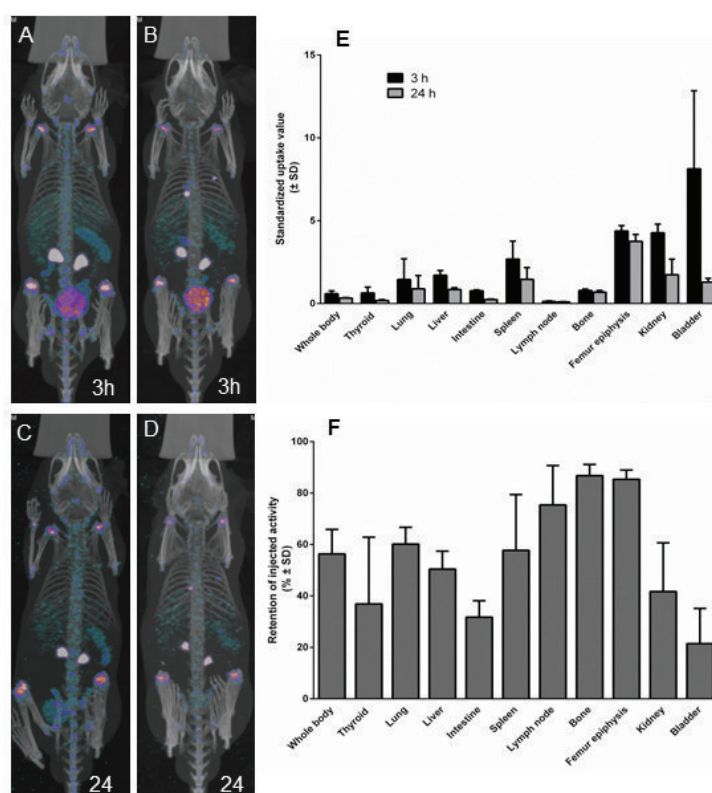 A
B
3h
3h
C
D
24
24
E
3 h
24 h
Standardized uptake value
(± SD)
15
10
5
0
Whole body
Thyroid
Lung
Liver
Intestine
Spleen
Lymph node
Bone
Femur epiphysis
Kidney
Bladder
F
Retention of injected activity
(% ± SD)
100
80
60
40
20
0
Whole body
Thyroid
Lung
Liver
Intestine
Spleen
Lymph node
Bone
Femur epiphysis
Kidney
Bladder